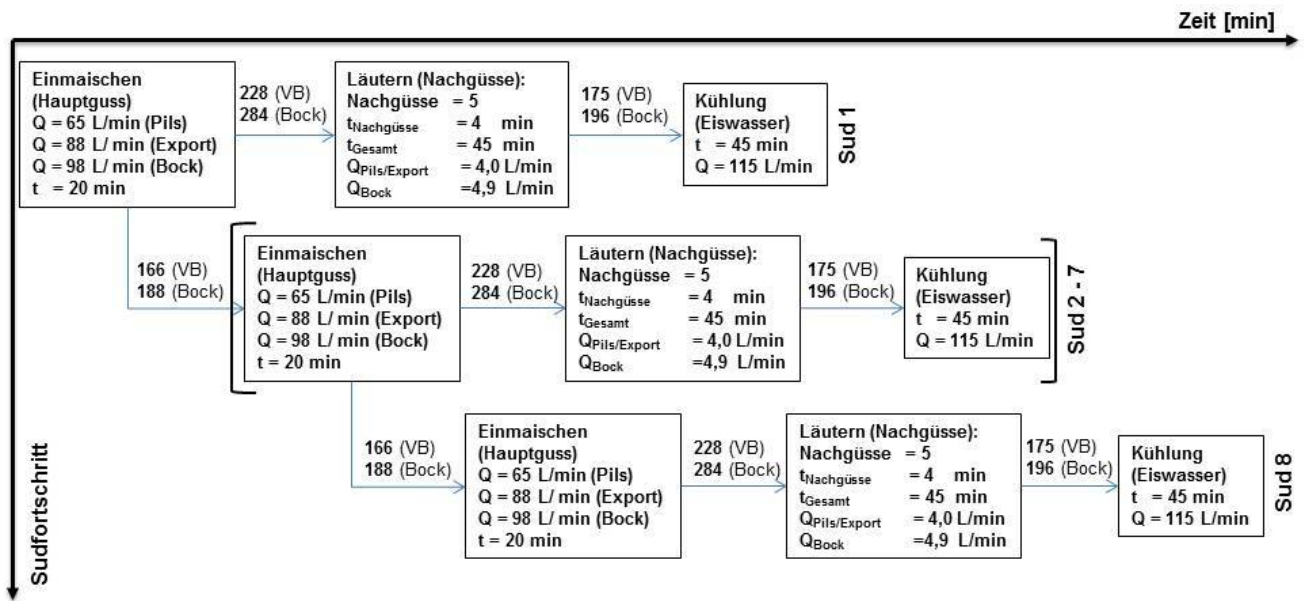 Zeit [min]
Einmaischen
(Hauptguss)
Q = 65 L/min (Pils)
Q = 88 L/ min (Export)
Q = 98 L/ min (Bock)
t = 20 min
228 (VB)
284 (Bock)
Läutern (Nachgüsse):
Nachgüsse = 5
tNachgüsse = 4 min
tGesamt = 45 min
QPils/Export = 4,0 L/min
QBock =4,9 L/min
175 (VB)
196 (Bock)
Kühlung
(Eiswasser)
t = 45 min
Q = 115 L/min
Sud 1
166 (VB)
188 (Bock)
Einmaischen
(Hauptguss)
Q = 65 L/min (Pils)
Q = 88 L/ min (Export)
Q = 98 L/ min (Bock)
t = 20 min
228 (VB)
284 (Bock)
Läutern (Nachgüsse):
Nachgüsse = 5
tNachgüsse = 4 min
tGesamt = 45 min
QPils/Export = 4,0 L/min
QBock =4,9 L/min
175 (VB)
196 (Bock)
Kühlung
(Eiswasser)
t = 45 min
Q = 115 L/min
Sud 2 - 7
166 (VB)
188 (Bock)
Einmaischen
(Hauptguss)
Q = 65 L/min (Pils)
Q = 88 L/ min (Export)
Q = 98 L/ min (Bock)
t = 20 min
228 (VB)
284 (Bock)
Läutern (Nachgüsse):
Nachgüsse = 5
tNachgüsse = 4 min
tGesamt = 45 min
QPils/Export = 4,0 L/min
QBock =4,9 L/min
175 (VB)
196 (Bock)
Kühlung
(Eiswasser)
t = 45 min
Q = 115 L/min
Sud 8
Sudfortschritt